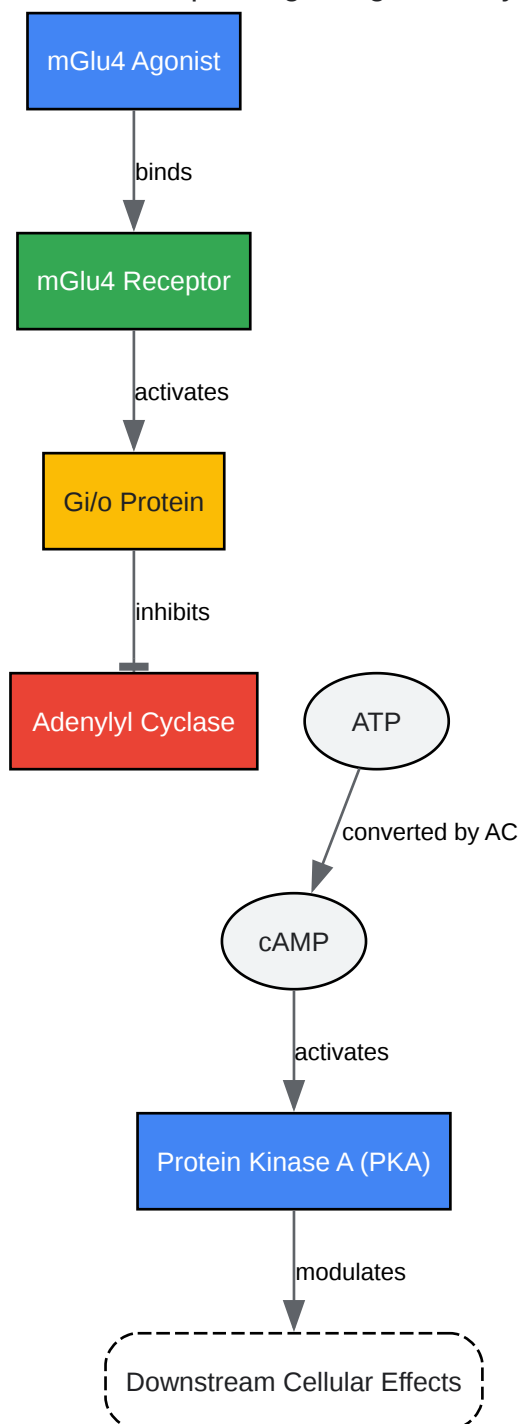 mGlu4 Agonist
binds
mGlu4 Receptor
activates
Gi/o Protein
inhibits
Adenylyl Cyclase
ATP
converted by AC
cAMP
activates
Protein Kinase A (PKA)
modulates
Downstream Cellular Effects